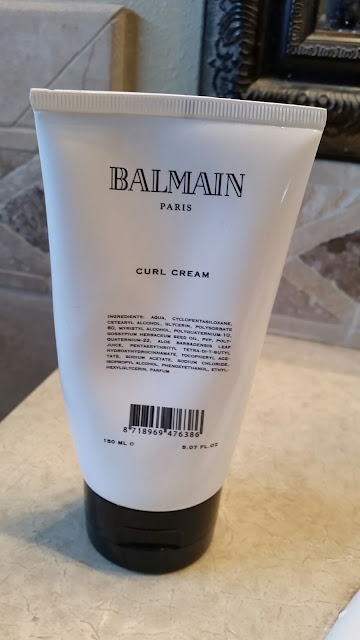 BALMAIN
PARIS
CURL CREAM
INGREDIENTS: AQUA, CYCLOPENTASILOXANE,
CETEARYL ALCOHOL, GLYCERIN, POLYSORBATE
60, MYRISTYL ALCOHOL, POLYQUATERNIUM-10,
GOSSYPIUM HERBACEUM SEED OIL, PVP, POLY-
QUATERNIUM-22, ALOE BARBADENSIS LEAF
JUICE, PENTAERYTHRITYL TETRA-DI-T-BUTYL
HYDROXYHYDROCINNAMATE, TOCOPHERYL ACE-
TATE, SODIUM ACETATE, SODIUM CHLORIDE,
ISOPROPYL ALCOHOL, PHENOXYETHANOL, ETHYL-
HEXYLGLYCERIN, PARFUM
8 718969 476386
150 ML ℮ 5.07 FL.OZ